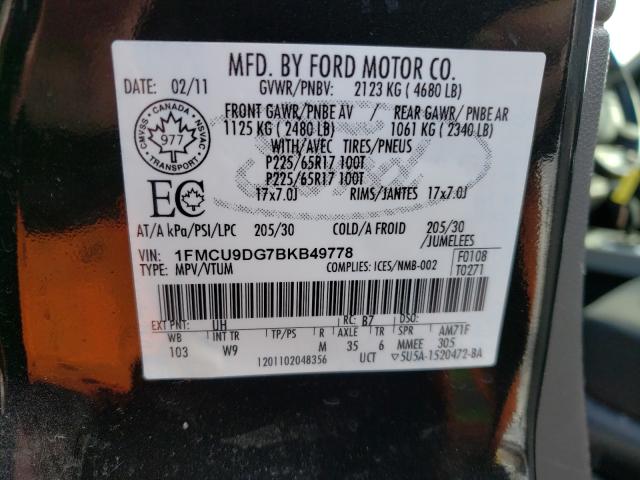 MFD. BY FORD MOTOR CO.
DATE: 02/11 GVWR/PNBV: 2123 KG ( 4680 LB)
FRONT GAWR/PNBE AV REAR GAWR/ PNBE AR
1125 KG ( 2480 LB) 1061 KG ( 2340 LB)
WITH/AVEC TIRES/PNEUS
P225/65R17 100T
P225/65R17 100T
17x7.0J RIMS/JANTES 17x7.0J
CANADA
CMVSS NSVAC
977
TRANSPORT
EC
Ford
AT/A kPa/PSI/LPC 205/30 COLD/A FROID 205/30
/JUMELEES
VIN: 1FMCU9DG7BKB49778 F0108
TYPE: MPV/VTUM COMPLIES: ICES/NMB-002 T0271
EXT PNT: UH RC: B7 DSO:
WB INT TR TP/PS R AXLE TR SPR AM71F
103 W9 M 35 6 MMEE 305
1201102048356 UCT 5U5A-1520472-BA